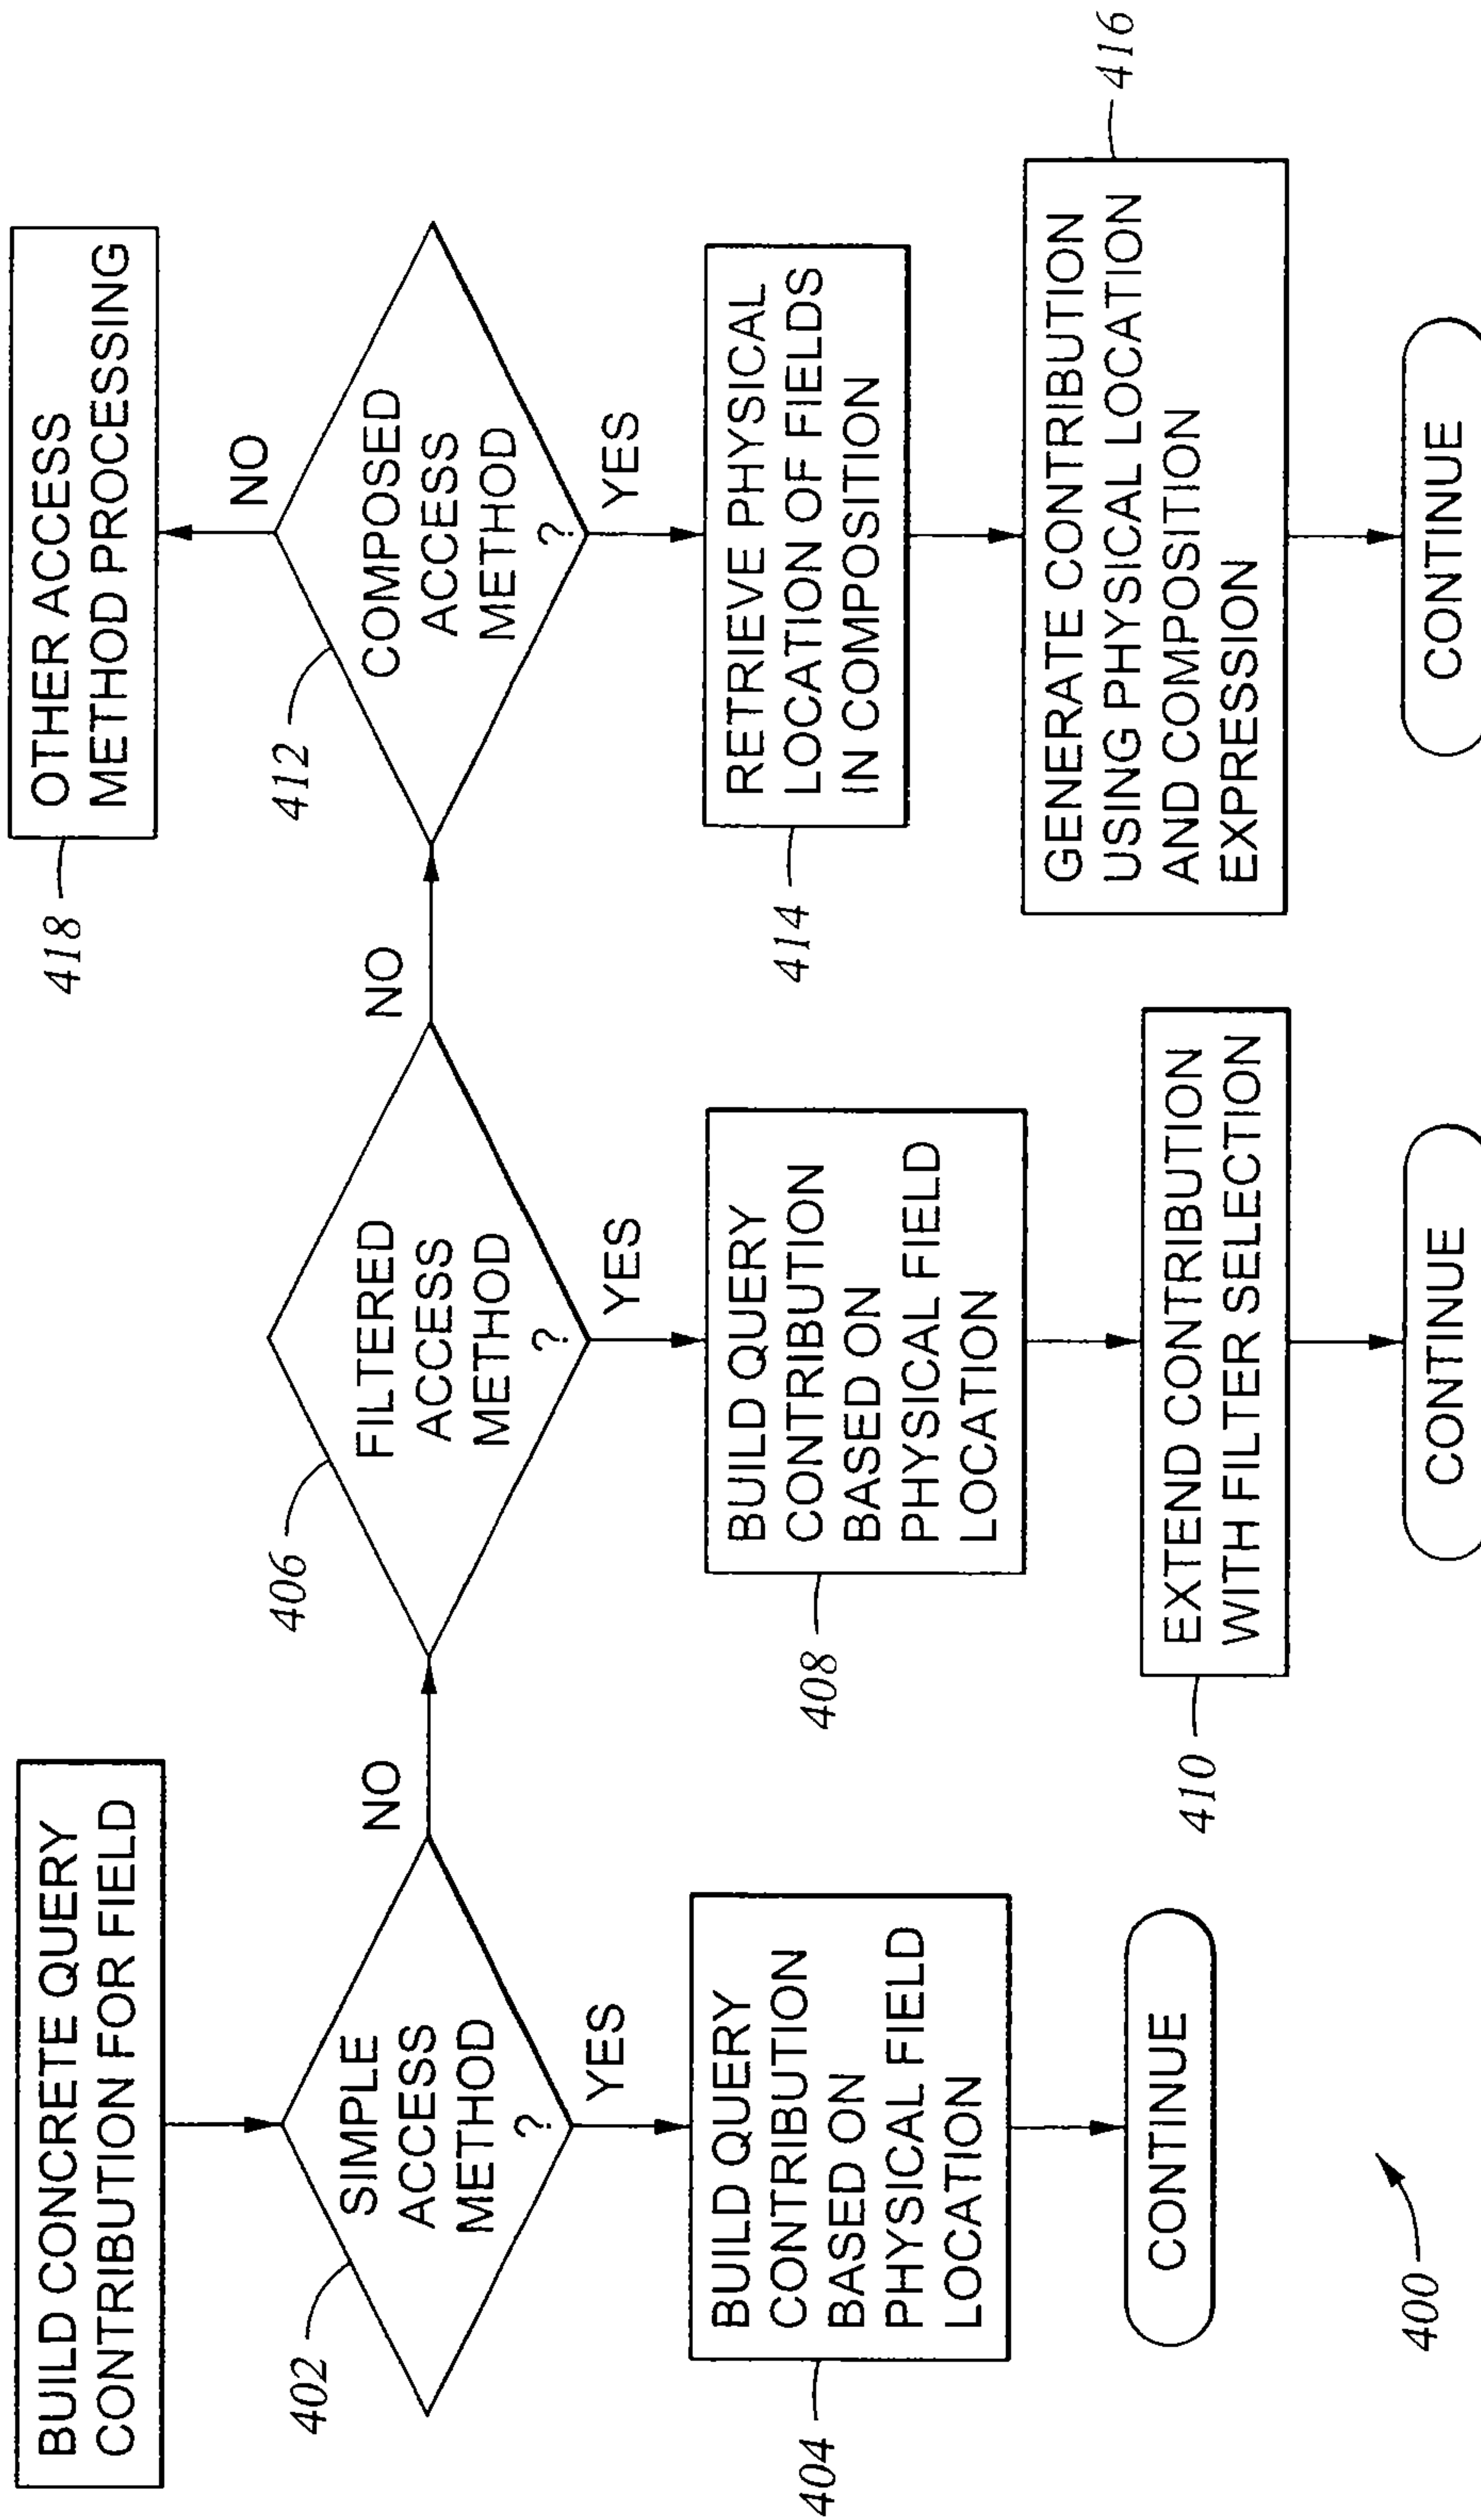 BUILD CONCRETE QUERY
CONTRIBUTION FOR FIELD
402
SIMPLE
ACCESS
METHOD
?
NO
YES
404
BUILD QUERY
CONTRIBUTION
BASED ON
PHYSICAL FIELD
LOCATION
CONTINUE
406
FILTERED
ACCESS
METHOD
?
NO
YES
408
BUILD QUERY
CONTRIBUTION
BASED ON
PHYSICAL FIELD
LOCATION
410
EXTEND CONTRIBUTION
WITH FILTER SELECTION
CONTINUE
418
OTHER ACCESS
METHOD PROCESSING
NO
412
COMPOSED
ACCESS
METHOD
?
YES
414
RETRIEVE PHYSICAL
LOCATION OF FIELDS
IN COMPOSITION
416
GENERATE CONTRIBUTION
USING PHYSICAL LOCATION
AND COMPOSITION
EXPRESSION
CONTINUE
400